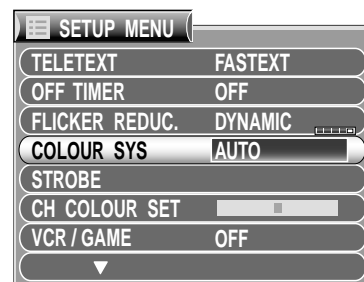 SETUP MENU
TELETEXT FASTEXT
OFF TIMER OFF
FLICKER REDUC. DYNAMIC
COLOUR SYS AUTO
STROBE
CH COLOUR SET
VCR / GAME OFF